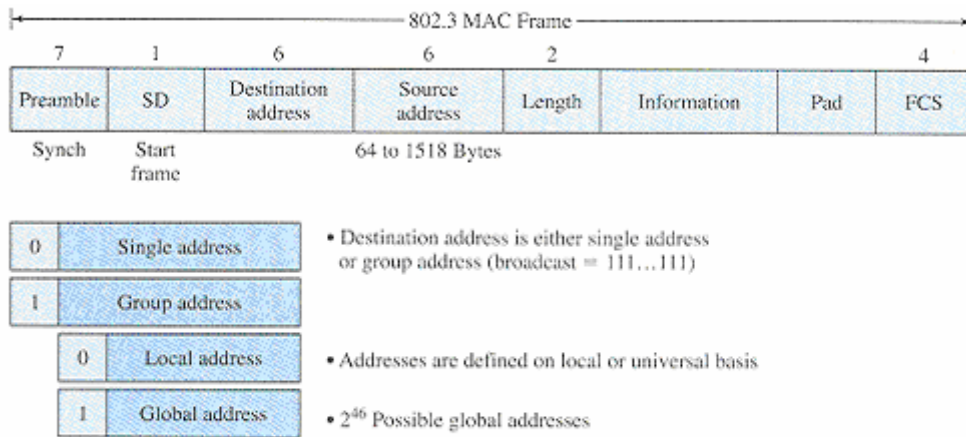 802.3 MAC Frame
7 1 6 6 2 4
Preamble SD Destination address Source address Length Information Pad FCS
Synch Start frame 64 to 1518 Bytes
0 Single address
• Destination address is either single address
or group address (broadcast = 111...111)
1 Group address
0 Local address
• Addresses are defined on local or universal basis
1 Global address
• 2⁴⁶ Possible global addresses